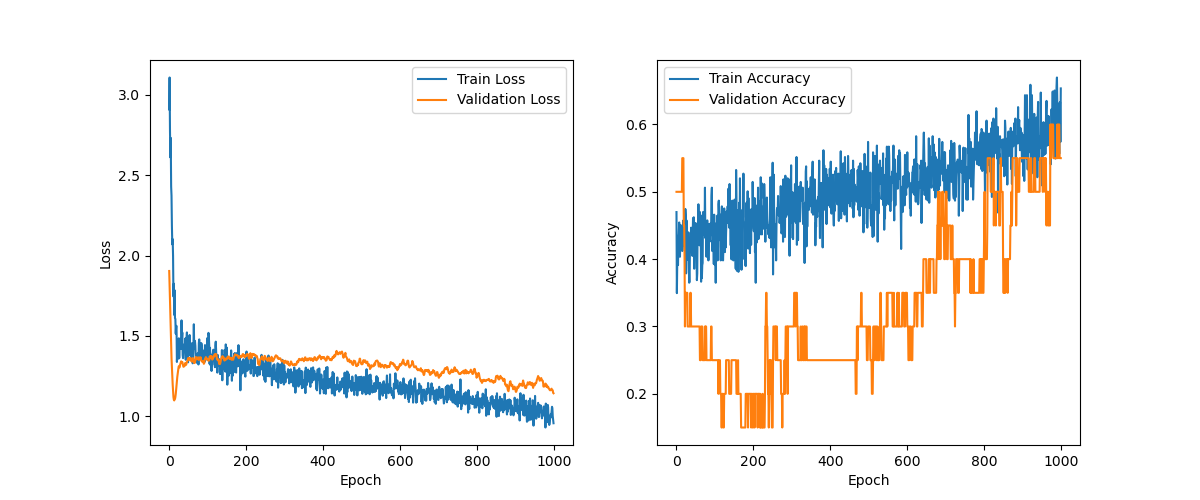 Train Loss
Validation Loss
3.0
2.5
2.0
1.5
1.0
Loss
0 200 400 600 800 1000
Epoch
Train Accuracy
Validation Accuracy
0.6
0.5
0.4
0.3
0.2
Accuracy
0 200 400 600 800 1000
Epoch